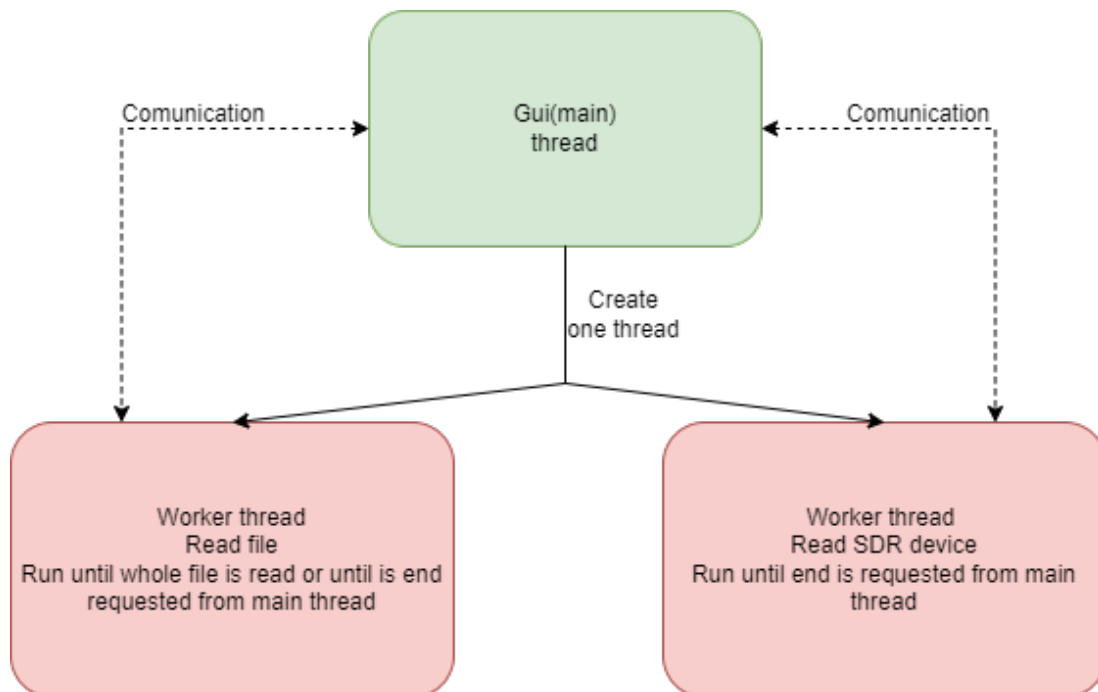 Comunication
Comunication
Gui(main)
thread
Create
one thread
Worker thread
Read file
Run until whole file is read or until is end
requested from main thread
Worker thread
Read SDR device
Run until end is requested from main
thread